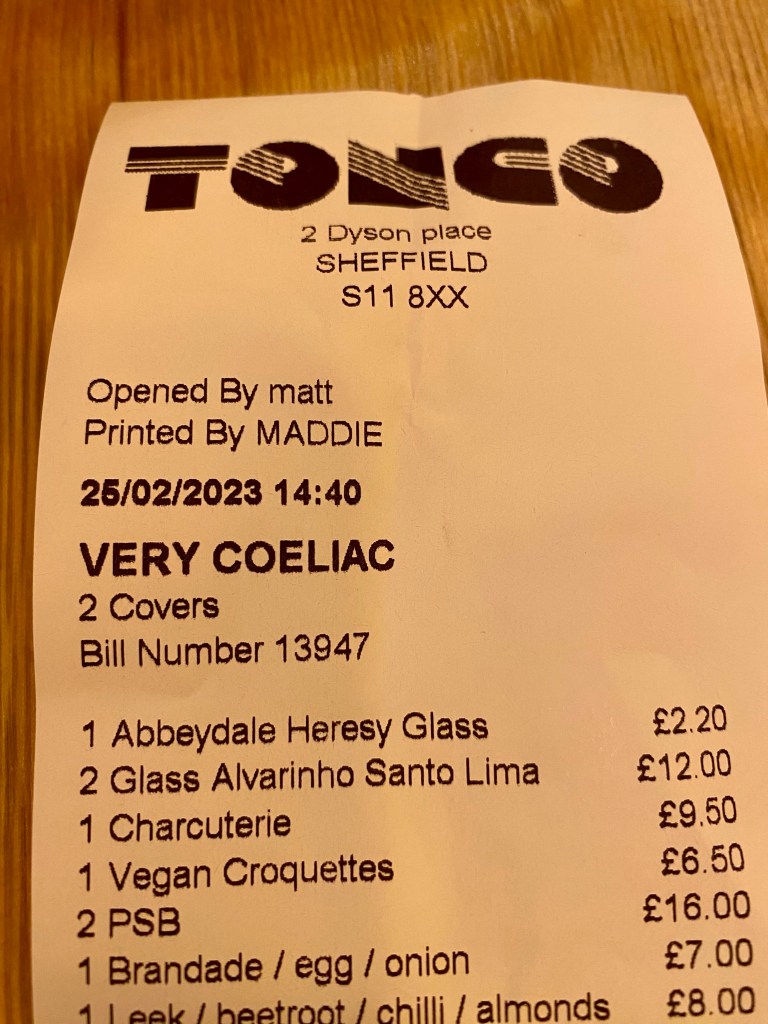 TONCO
2 Dyson place
SHEFFIELD
S11 8XX
Opened By matt
Printed By MADDIE
25/02/2023 14:40
VERY COELIAC
2 Covers
Bill Number 13947
1 Abbeydale Heresy Glass £2.20
2 Glass Alvarinho Santo Lima £12.00
1 Charcuterie £9.50
1 Vegan Croquettes £6.50
2 PSB £16.00
1 Brandade / egg / onion £7.00
1 Leek / beetroot / chilli / almonds £8.00